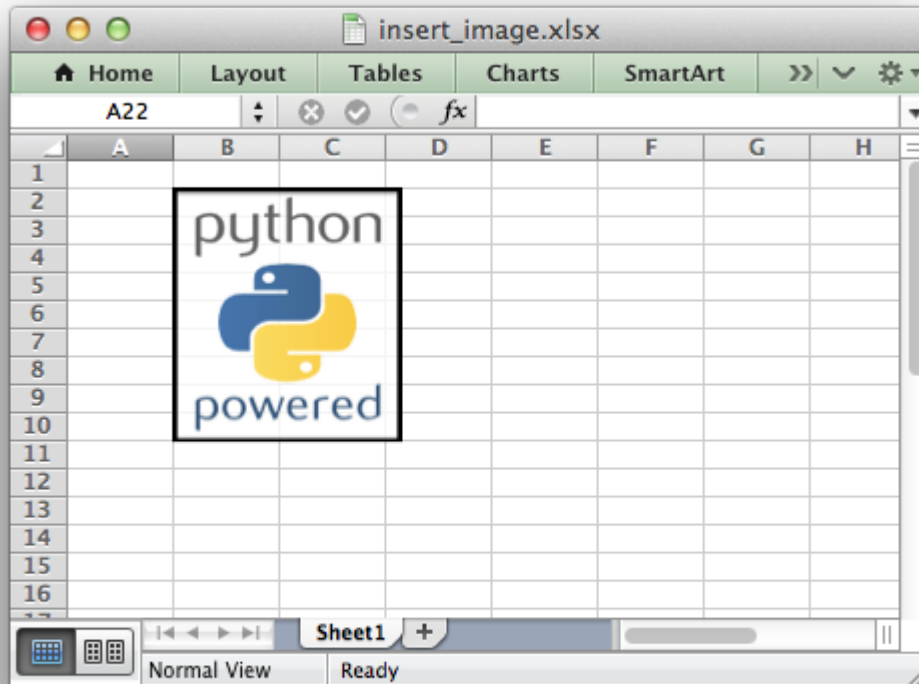 insert_image.xlsx
Home Layout Tables Charts SmartArt
A22 fx
A B C D E F G H
1
2
3
4
5
6
7
8
9
10
11
12
13
14
15
16
17
python
powered
Sheet1 +
Normal View Ready